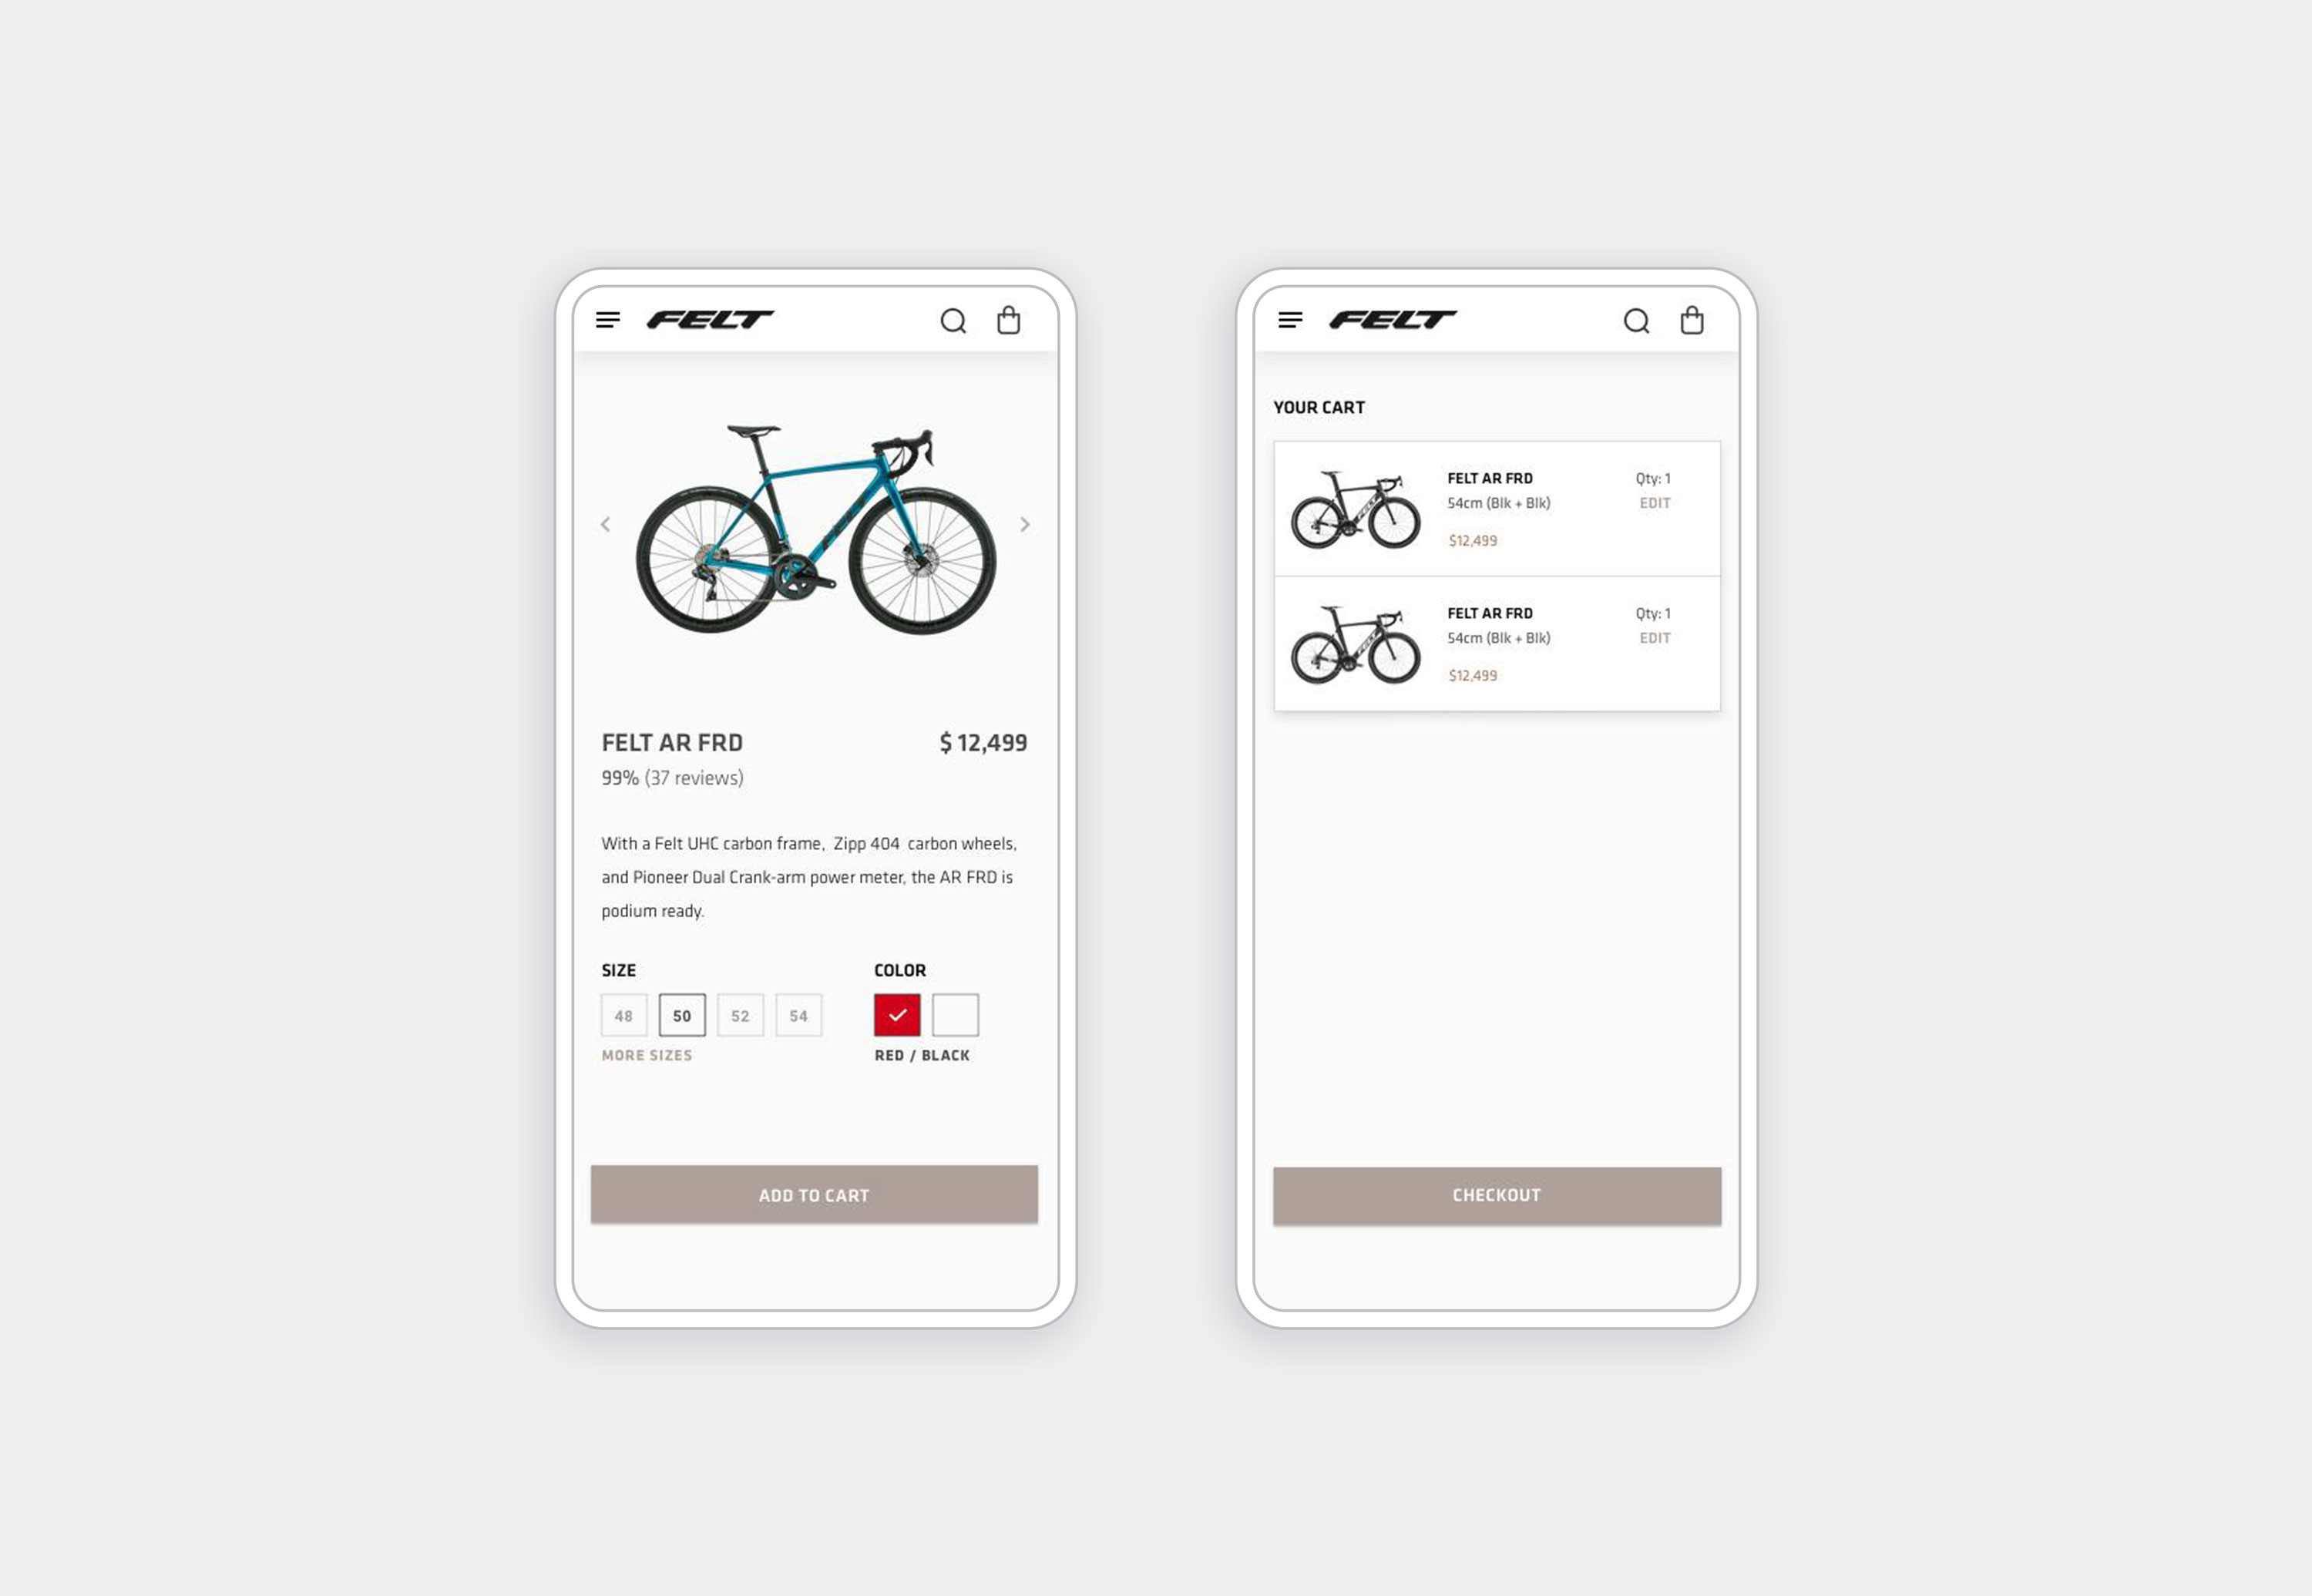 FELT
FELT AR FRD
$ 12,499
99% (37 reviews)
With a Felt UHC carbon frame, Zipp 404 carbon wheels,
and Pioneer Dual Crank-arm power meter, the AR FRD is
podium ready.
SIZE
48 50 52 54
MORE SIZES
COLOR
RED / BLACK
ADD TO CART
FELT
YOUR CART
FELT AR FRD
Qty: 1
54cm (Blk + Blk)
EDIT
$12,499
FELT AR FRD
Qty: 1
54cm (Blk + Blk)
EDIT
$12,499
CHECKOUT